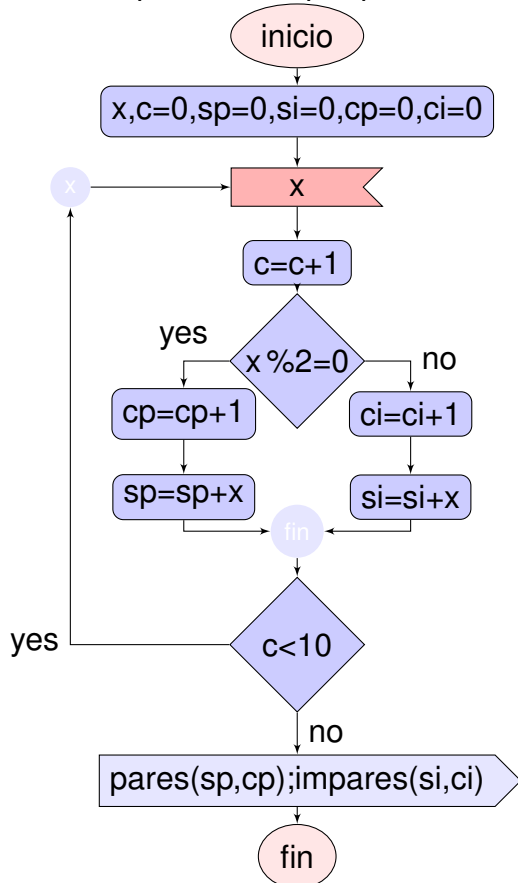 inicio
x,c=0,sp=0,si=0,cp=0,ci=0
x
x
c=c+1
yes
x %2=0
no
cp=cp+1
ci=ci+1
sp=sp+x
si=si+x
fin
yes
c<10
no
pares(sp,cp);impares(si,ci)
fin